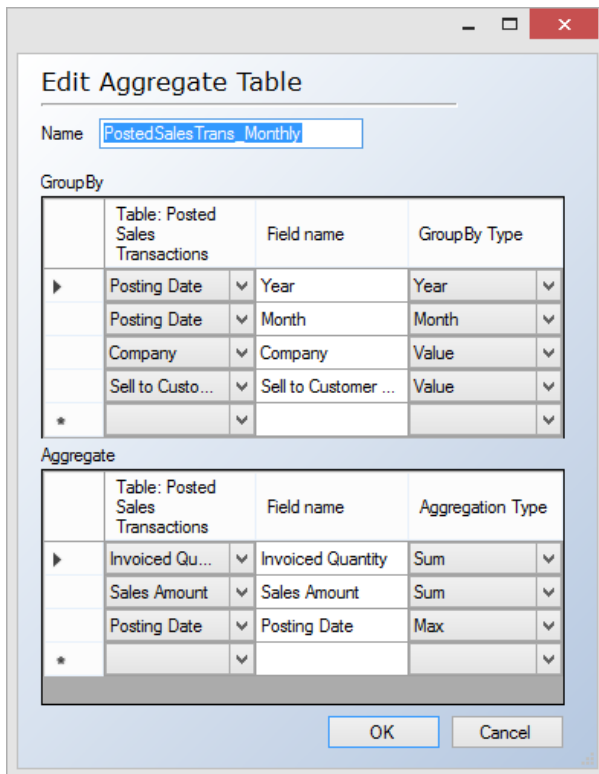 Edit Aggregate Table
Name PostedSalesTrans_Monthly
GroupBy
Table: Posted
Sales
Transactions
Field name
GroupBy Type
Posting Date Year Year
Posting Date Month Month
Company Company Value
Sell to Custo... Sell to Customer ... Value
Aggregate
Table: Posted
Sales
Transactions
Field name
Aggregation Type
Invoiced Qu... Invoiced Quantity Sum
Sales Amount Sales Amount Sum
Posting Date Posting Date Max
OK Cancel